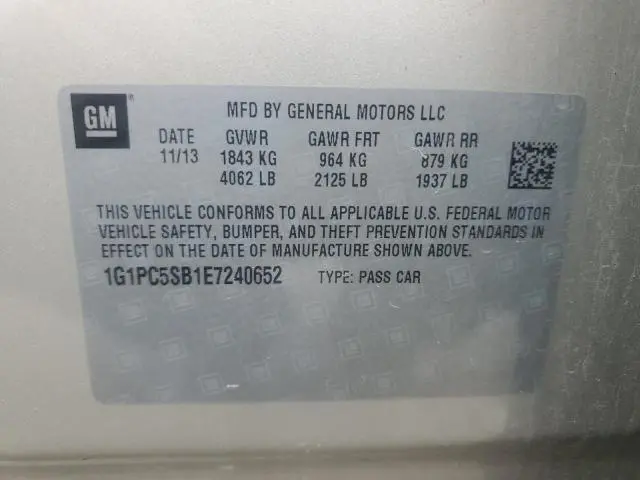 GM ® MFD BY GENERAL MOTORS LLC
DATE GVWR GAWR FRT GAWR RR
11/13 1843 KG 964 KG 879 KG
4062 LB 2125 LB 1937 LB
THIS VEHICLE CONFORMS TO ALL APPLICABLE U.S. FEDERAL MOTOR
VEHICLE SAFETY, BUMPER, AND THEFT PREVENTION STANDARDS IN
EFFECT ON THE DATE OF MANUFACTURE SHOWN ABOVE.
1G1PC5SB1E7240652 TYPE: PASS CAR